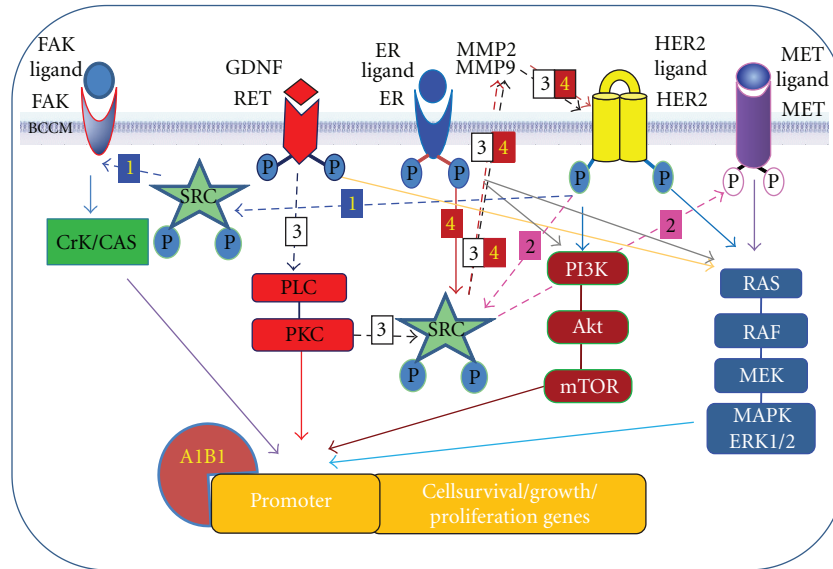 FAK
ligand
FAK
BCCM
GDNF
RET
ER
ligand
ER
MMP2
MMP9
3 4
HER2
ligand
HER2
MET
ligand
MET
P P
P P
P P
P P
P P
1
SRC
P P
1
3 4
4
3
2
2
3 4
CrK/CAS
PLC
PKC
3
SRC
P P
PI3K
Akt
mTOR
RAS
RAF
MEK
MAPK
ERK1/2
A1B1
Promoter
Cellsurvival/growth/
proliferation genes